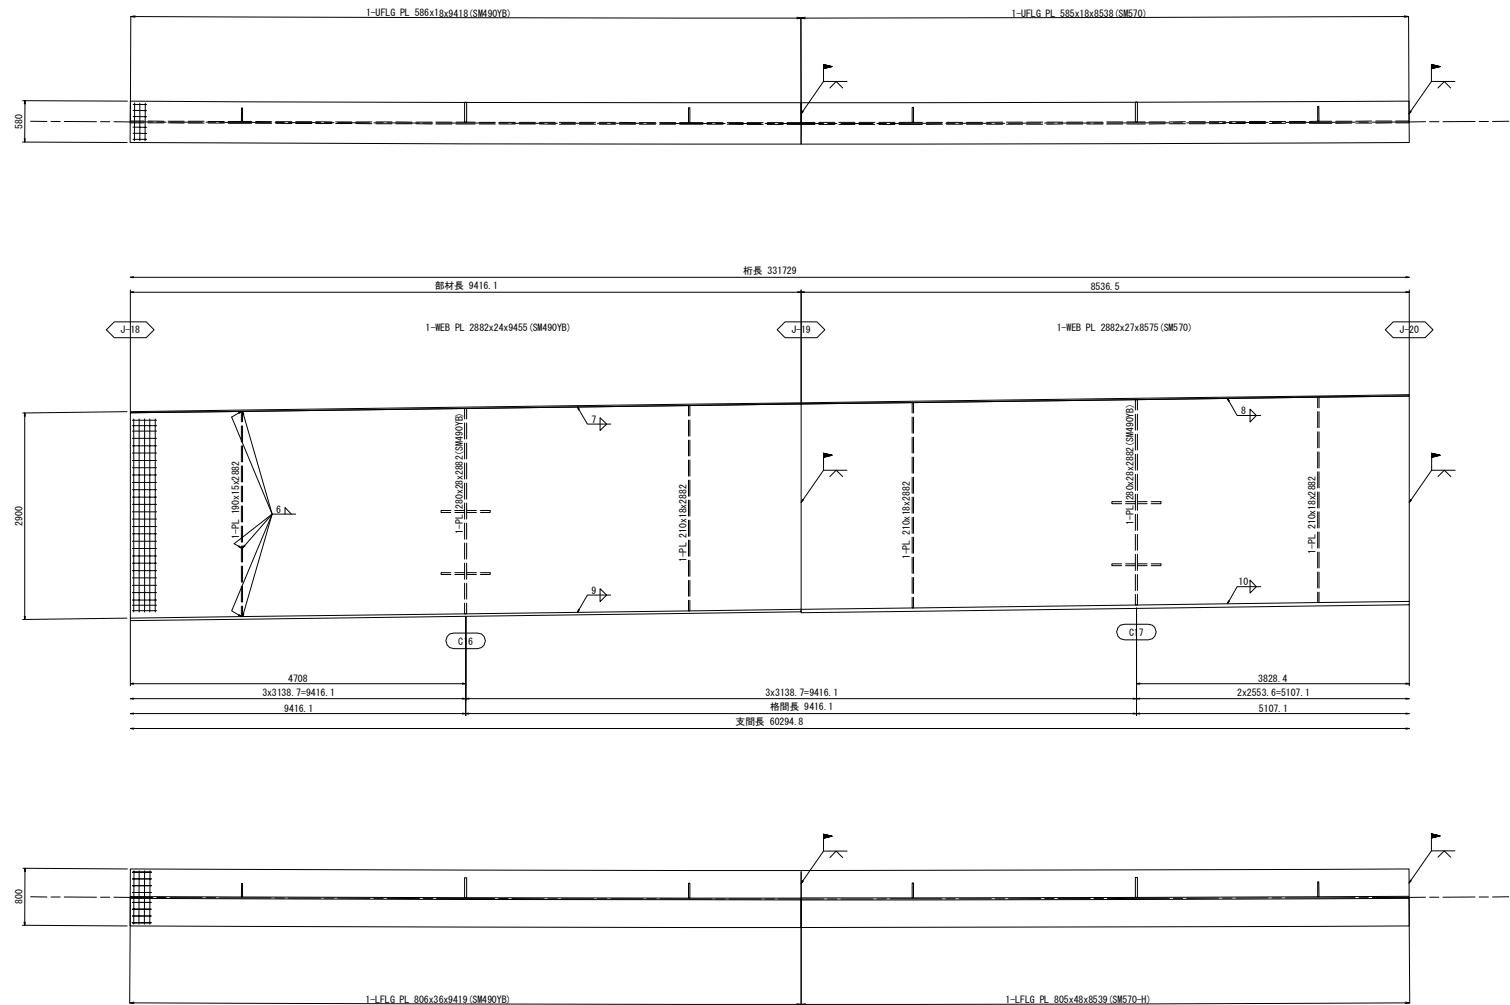 1-UFLG PL 586x18x9418(SM490YB)
1-UFLG PL 585x18x8538(SM570)
580
桁長 331729
部材長 9416.1
8536.5
J-18
1-WEB PL 2882x24x9455(SM490YB)
J-19
1-WEB PL 2882x27x8575(SM570)
J-20
2900
1-PL 190x15x2882
6
1-PL 280x28x2882(SM490YB)
7
1-PL 210x18x2882
9
1-PL 210x18x2882
1-PL 280x28x2882(SM490YB)
8
1-PL 210x18x2882
10
C16
C17
4708
3828.4
3x3138.7=9416.1
3x3138.7=9416.1
2x2553.6=5107.1
9416.1
格間長 9416.1
5107.1
支間長 60294.8
800
1-LFLG PL 806x36x9419(SM490YB)
1-LFLG PL 805x48x8539(SM570-H)